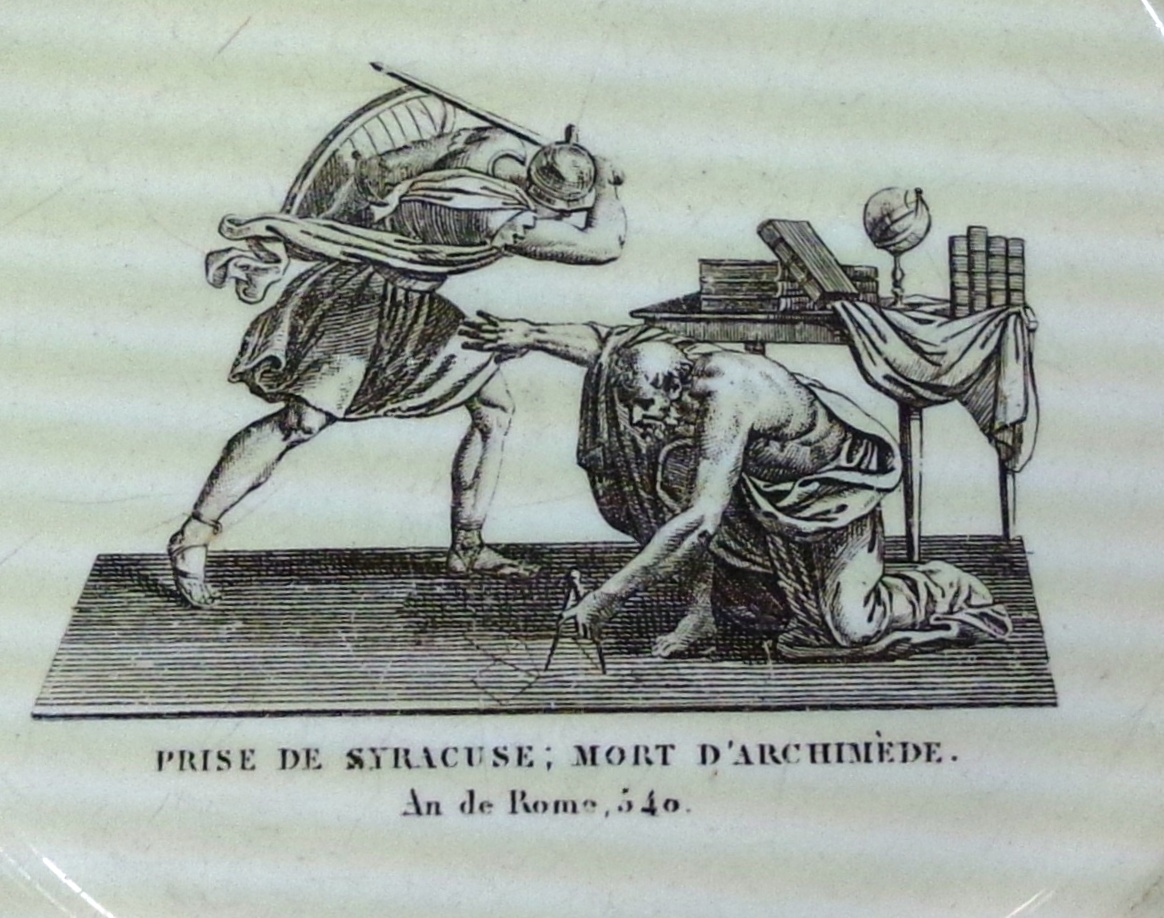 PRISE DE SYRACUSE; MORT D'ARCHIMÈDE.
An de Rome, 540.